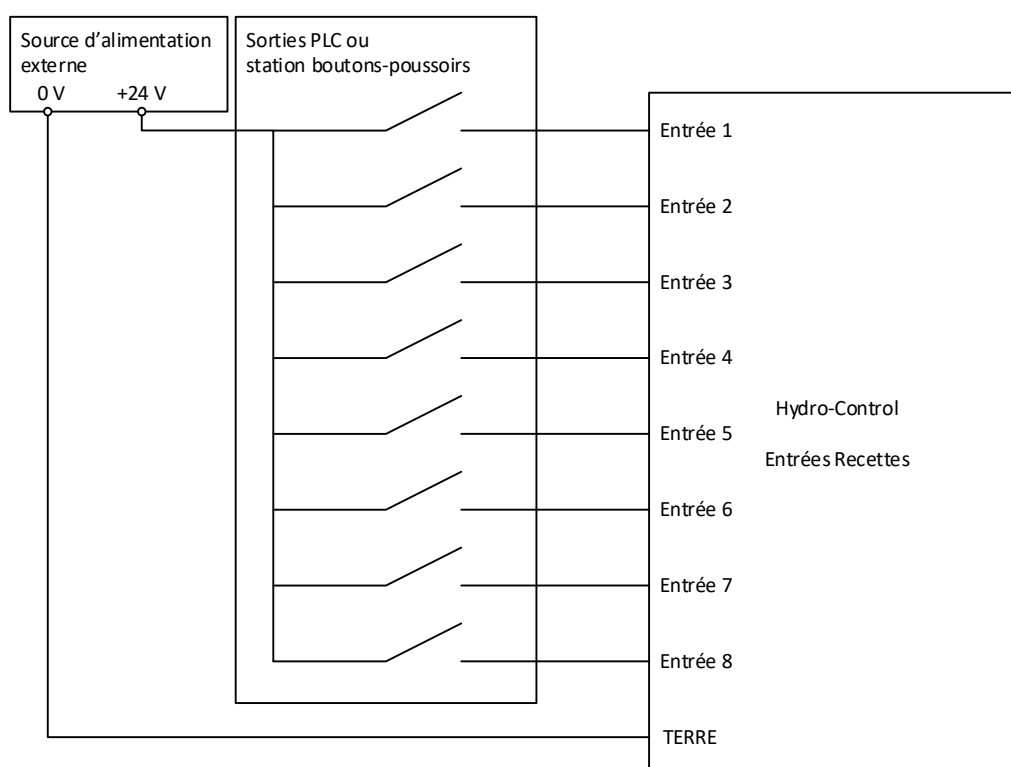 Source d'alimentation
externe
0 V
+24 V
Sorties PLC ou
station boutons-poussoirs
Entrée 1
Entrée 2
Entrée 3
Entrée 4
Entrée 5
Entrée 6
Entrée 7
Entrée 8
TERRE
Hydro-Control
Entrées Recettes